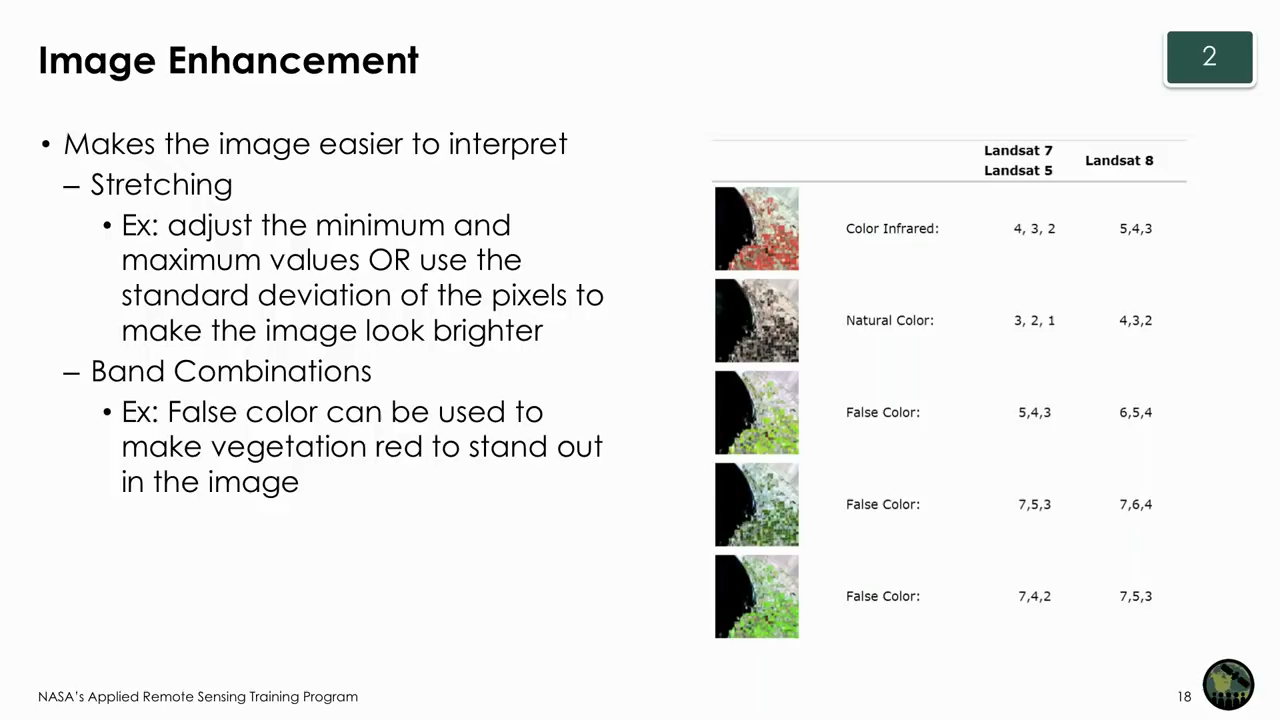 Image Enhancement
2
• Makes the image easier to interpret
– Stretching
• Ex: adjust the minimum and
maximum values OR use the
standard deviation of the pixels to
make the image look brighter
– Band Combinations
• Ex: False color can be used to
make vegetation red to stand out
in the image
Landsat 7
Landsat 5
Landsat 8
Color Infrared: 4, 3, 2 5,4,3
Natural Color: 3, 2, 1 4,3,2
False Color: 5,4,3 6,5,4
False Color: 7,5,3 7,6,4
False Color: 7,4,2 7,5,3
NASA's Applied Remote Sensing Training Program
18